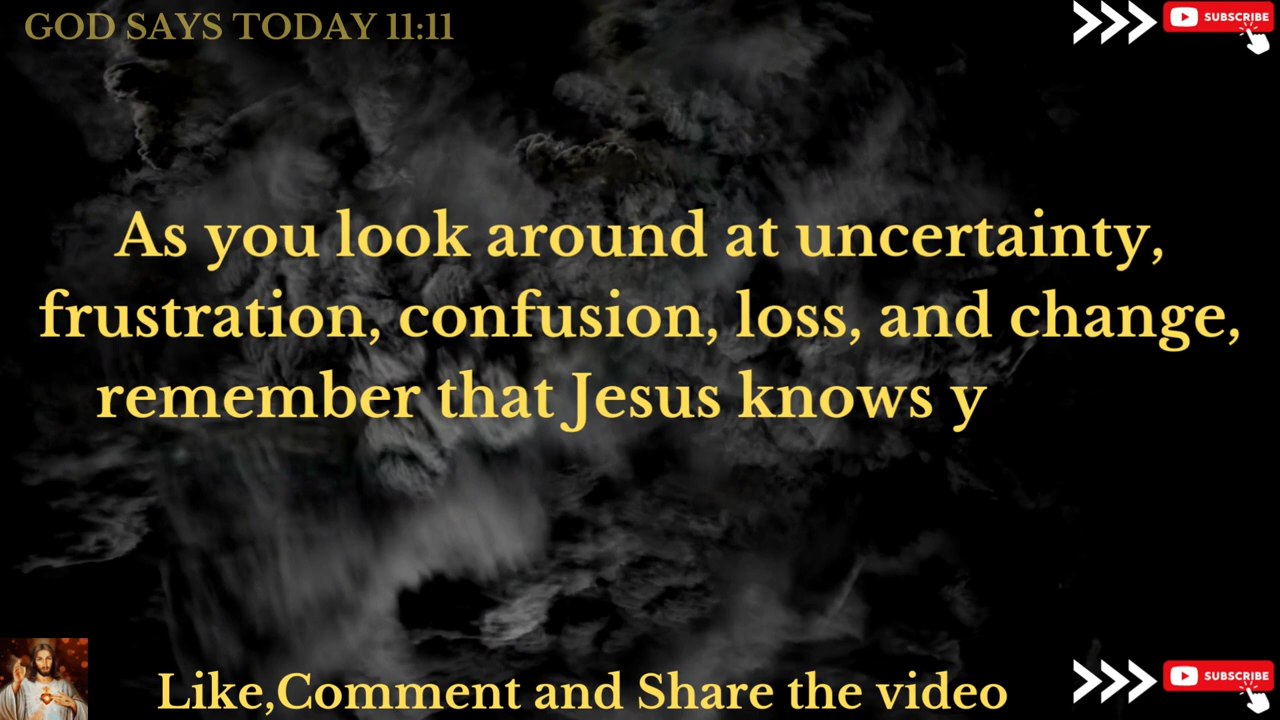 GOD SAYS TODAY 11:11
SUBSCRIBE
As you look around at uncertainty,
frustration, confusion, loss, and change,
remember that Jesus knows y
Like,Comment and Share the video
SUBSCRIBE